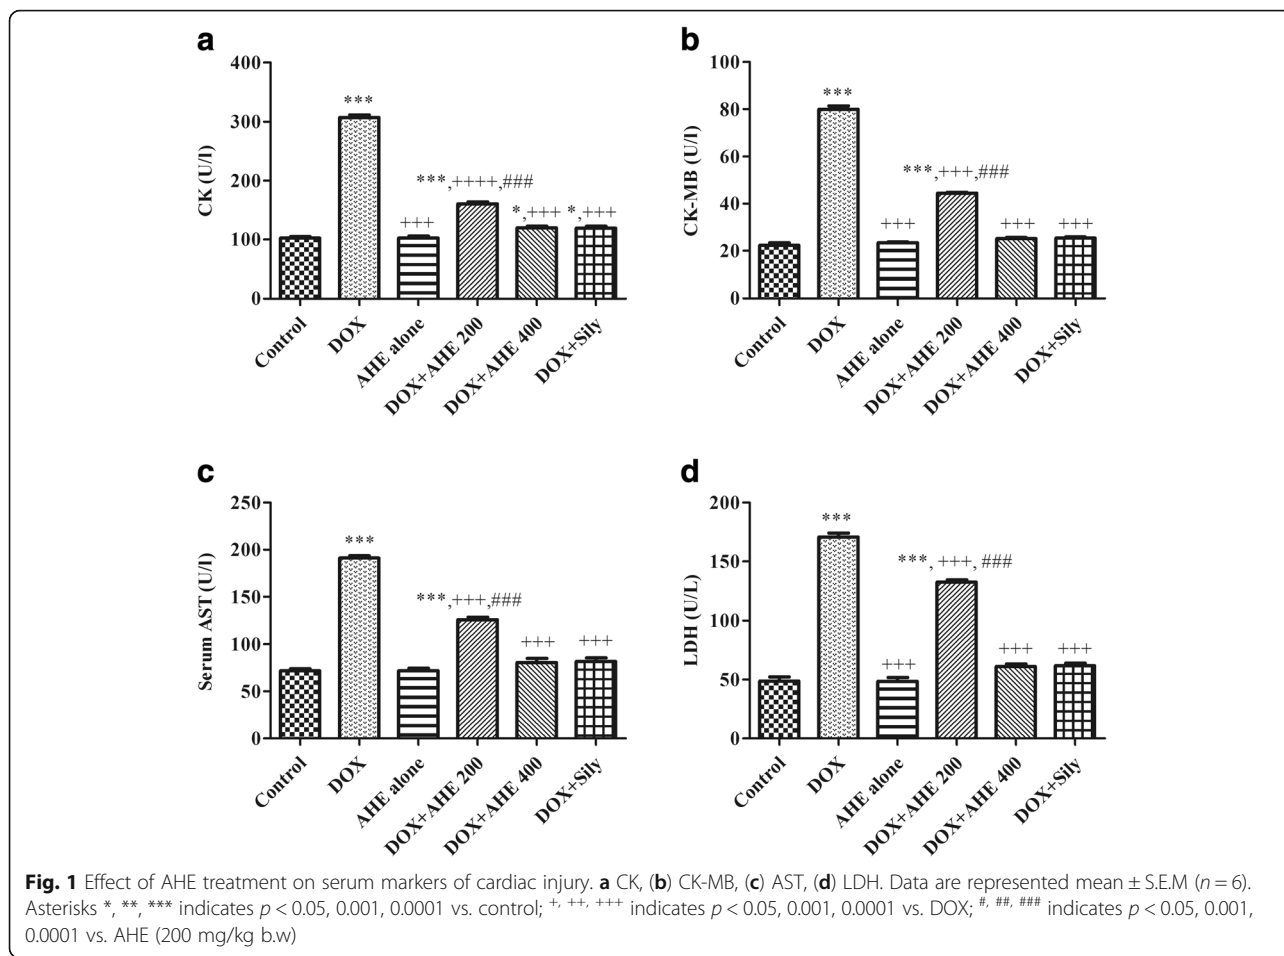 a
400
300
200
100
0
CK (U/l)
***
+++
***,++++,###
*,+++
*,+++
Control
DOX
AHE alone
DOX+AHE 200
DOX+AHE 400
DOX+Sily
b
100
80
60
40
20
0
CK-MB (U/l)
***
+++
***,+++,###
+++
+++
Control
DOX
AHE alone
DOX+AHE 200
DOX+AHE 400
DOX+Sily
c
250
200
150
100
50
0
Serum AST (U/l)
***
***,+++,###
+++
+++
Control
DOX
AHE alone
DOX+AHE 200
DOX+AHE 400
DOX+Sily
d
200
150
100
50
0
LDH (U/L)
***
+++
***, +++, ###
+++
+++
Control
DOX
AHE alone
DOX+AHE 200
DOX+AHE 400
DOX+Sily
Fig. 1 Effect of AHE treatment on serum markers of cardiac injury. a CK, (b) CK-MB, (c) AST, (d) LDH. Data are represented mean ± S.E.M (n = 6).
Asterisks *, **, *** indicates p < 0.05, 0.001, 0.0001 vs. control; +, ++, +++ indicates p < 0.05, 0.001, 0.0001 vs. DOX; #, ##, ### indicates p < 0.05, 0.001,
0.0001 vs. AHE (200 mg/kg b.w)